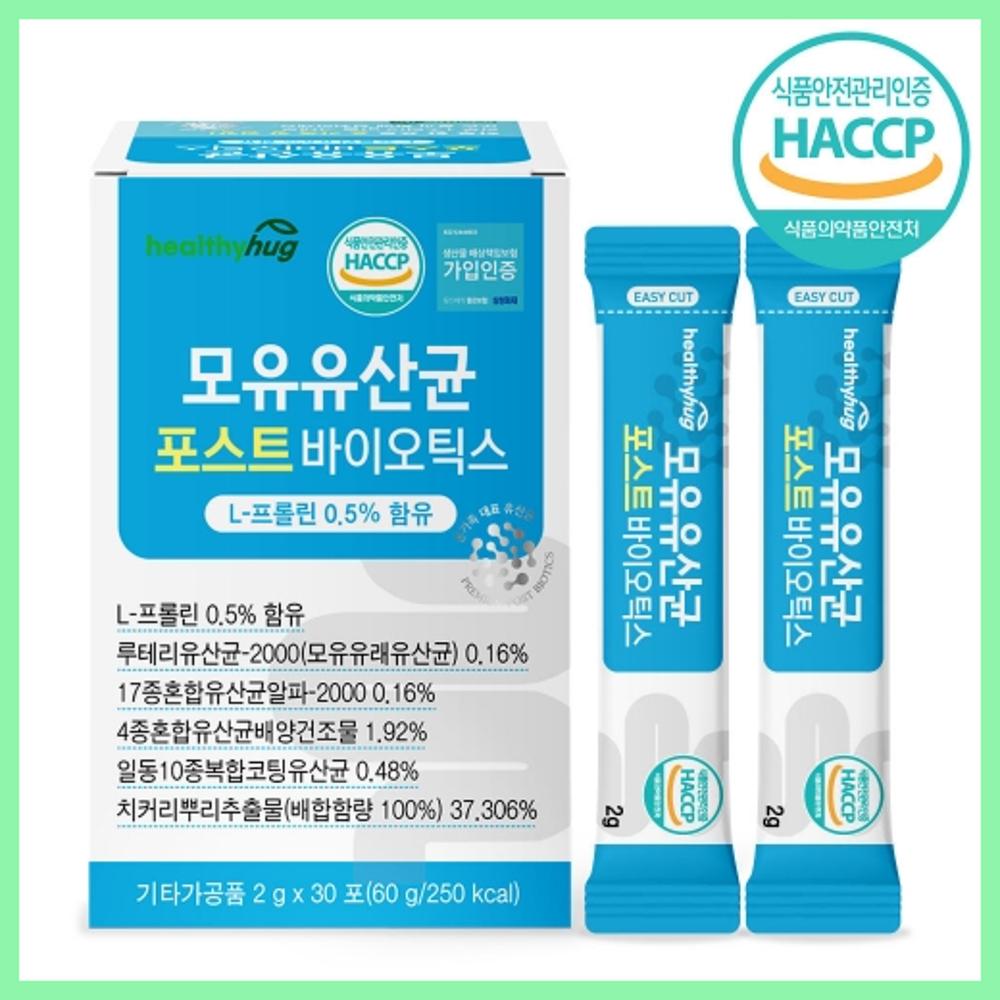 식품안전관리인증
HACCP
식품의약품안전처
healthyhug
식품안전관리인증
HACCP
식품의약품안전처
생산물 배상책임보험
가입인증
모유유산균
포스트바이오틱스
L-프롤린 0.5% 함유
L-프롤린 0.5% 함유
루테리유산균-2000(모유유래유산균) 0.16%
17종혼합유산균알파-2000 0.16%
4종혼합유산균배양건조물 1.92%
일동10종복합코팅유산균 0.48%
치커리뿌리추출물(배합함량 100%) 37.306%
기타가공품 2 g x 30 포(60 g/250 kcal)
EASY CUT
healthyhug
모유유산균
포스트바이오틱스
HACCP
2g
EASY CUT
healthyhug
모유유산균
포스트바이오틱스
HACCP
2g